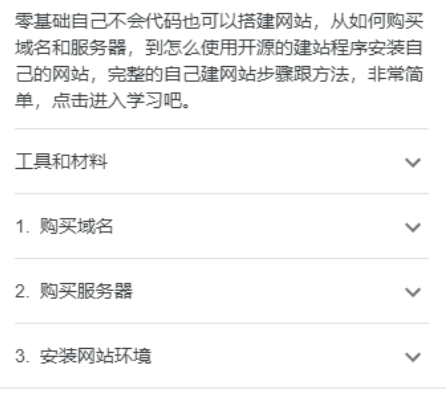 零基础自己不会代码也可以搭建网站，从如何购买
域名和服务器，到怎么使用开源的建站程序安装自
己的网站，完整的自己建网站步骤跟方法，非常简
单，点击进入学习吧。
工具和材料
1. 购买域名
2. 购买服务器
3. 安装网站环境